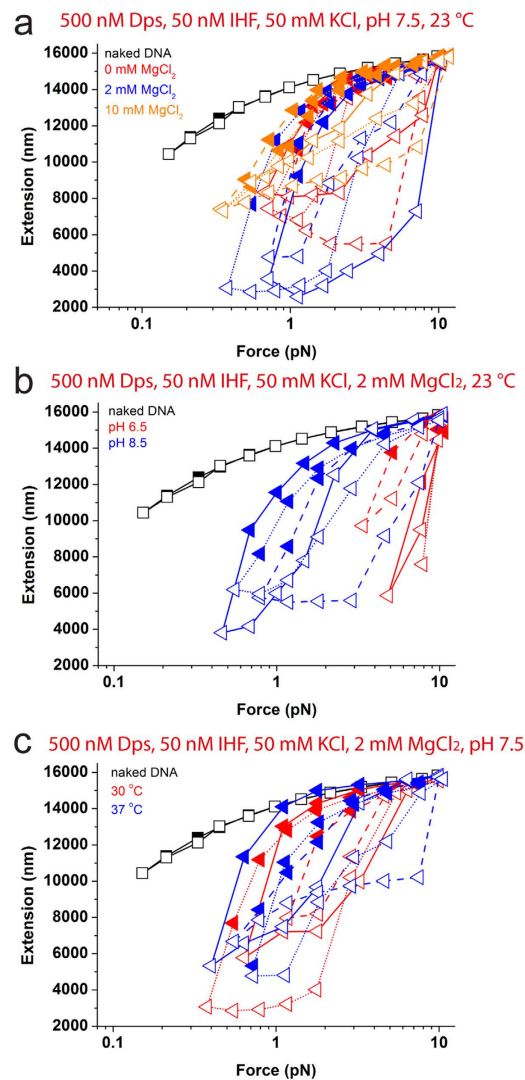 a
500 nM Dps, 50 nM IHF, 50 mM KCl, pH 7.5, 23 °C
naked DNA
0 mM MgCl₂
2 mM MgCl₂
10 mM MgCl₂
16000
14000
12000
10000
8000
6000
4000
2000
Extension (nm)
0.1
1
10
Force (pN)
b
500 nM Dps, 50 nM IHF, 50 mM KCl, 2 mM MgCl₂, 23 °C
naked DNA
pH 6.5
pH 8.5
16000
14000
12000
10000
8000
6000
4000
2000
Extension (nm)
0.1
1
10
Force (pN)
c
500 nM Dps, 50 nM IHF, 50 mM KCl, 2 mM MgCl₂, pH 7.5
naked DNA
30 °C
37 °C
16000
14000
12000
10000
8000
6000
4000
2000
Extension (nm)
0.1
1
10
Force (pN)